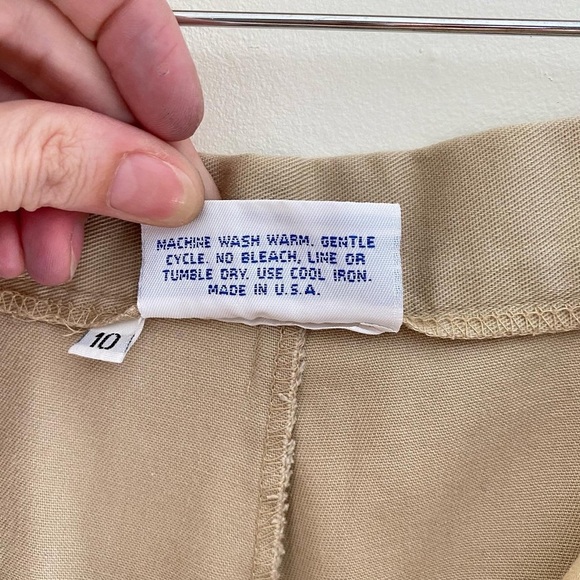 MACHINE WASH WARM. GENTLE
CYCLE. NO BLEACH, LINE OR
TUMBLE DRY. USE COOL IRON.
MADE IN U.S.A.
10